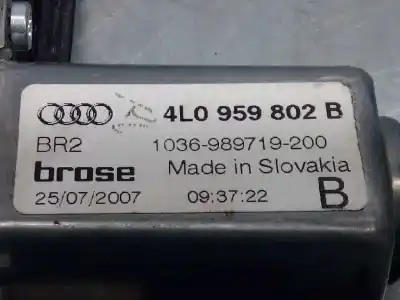 4L0 959 802 B
BR2 1036-989719-200
brose Made in Slovakia
25/07/2007 09:37:22 B